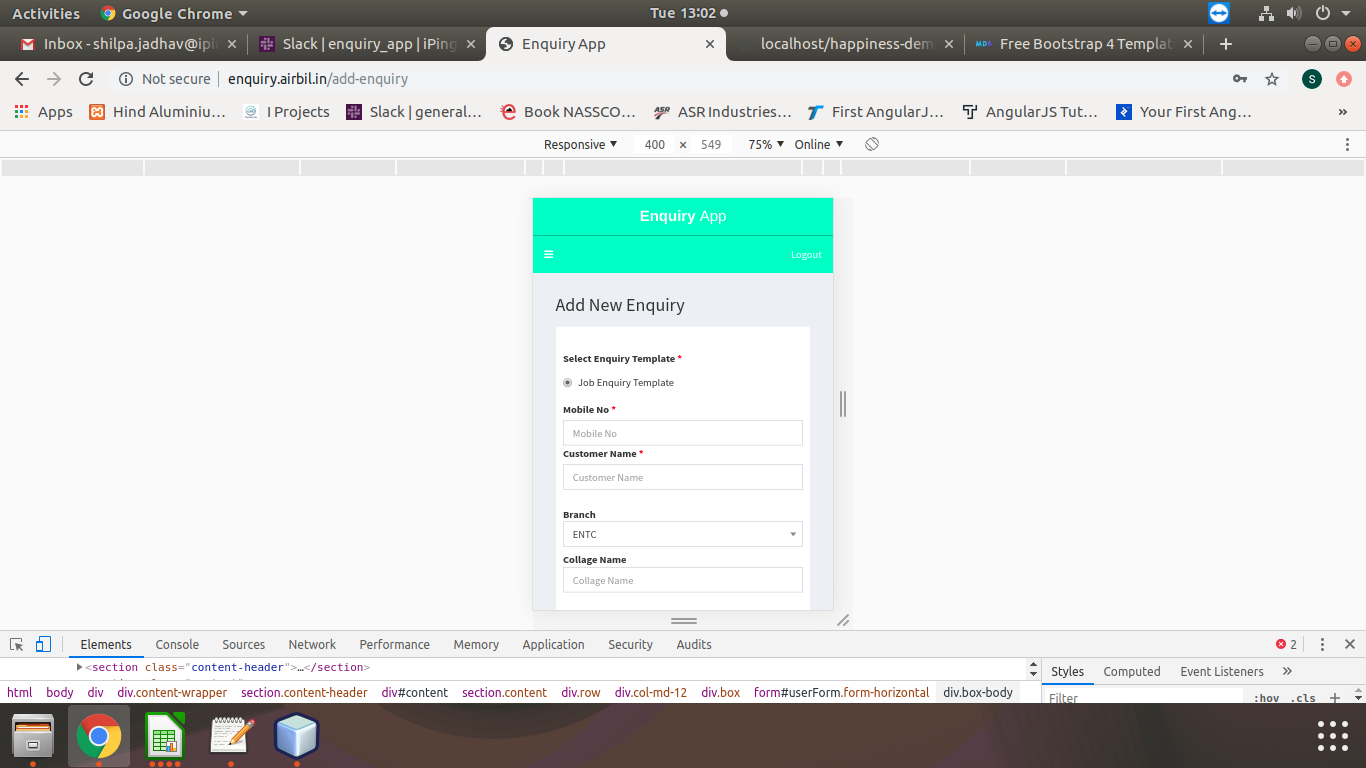 Activities Google Chrome Tue 13:02
Inbox - shilpa.jadhav@ipi Slack | enquiry_app | iPing Enquiry App localhost/happiness-dem Free Bootstrap 4 Templat
Not secure enquiry.airbil.in/add-enquiry S
Apps Hind Aluminiu... I Projects Slack | general... Book NASSCO... ASR Industries... First AngularJ... AngularJS Tut... Your First Ang... »
Responsive 400 × 549 75% Online
Enquiry App
Logout
Add New Enquiry
Select Enquiry Template *
Job Enquiry Template
Mobile No *
Mobile No
Customer Name *
Customer Name
Branch
ENTC
Collage Name
Collage Name
Elements Console Sources Network Performance Memory Application Security Audits 2
<section class="content-header">…</section>
Styles Computed Event Listeners »
html body div div.content-wrapper section.content-header div#content section.content div.row div.col-md-12 div.box form#userForm.form-horizontal div.box-body
Filter :hov .cls +